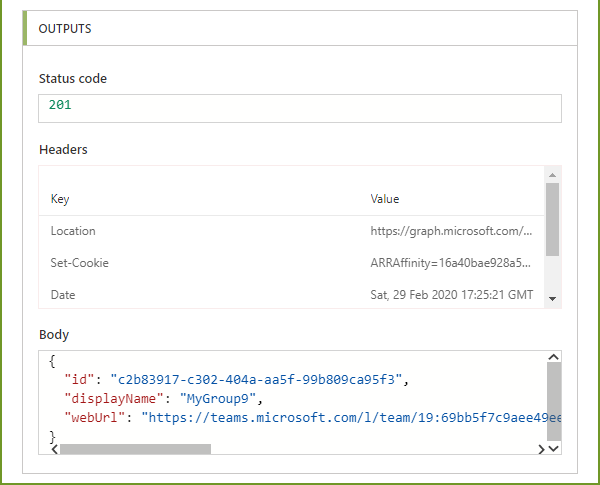 OUTPUTS
Status code
201
Headers
Key Value
Location https://graph.microsoft.com/...
Set-Cookie ARRAffinity=16a40bae928a5...
Date Sat, 29 Feb 2020 17:25:21 GMT
Body
{
"id": "c2b83917-c302-404a-aa5f-99b809ca95f3",
"displayName": "MyGroup9",
"webUrl": "https://teams.microsoft.com/l/team/19:69bb5f7c9aee49ee
}